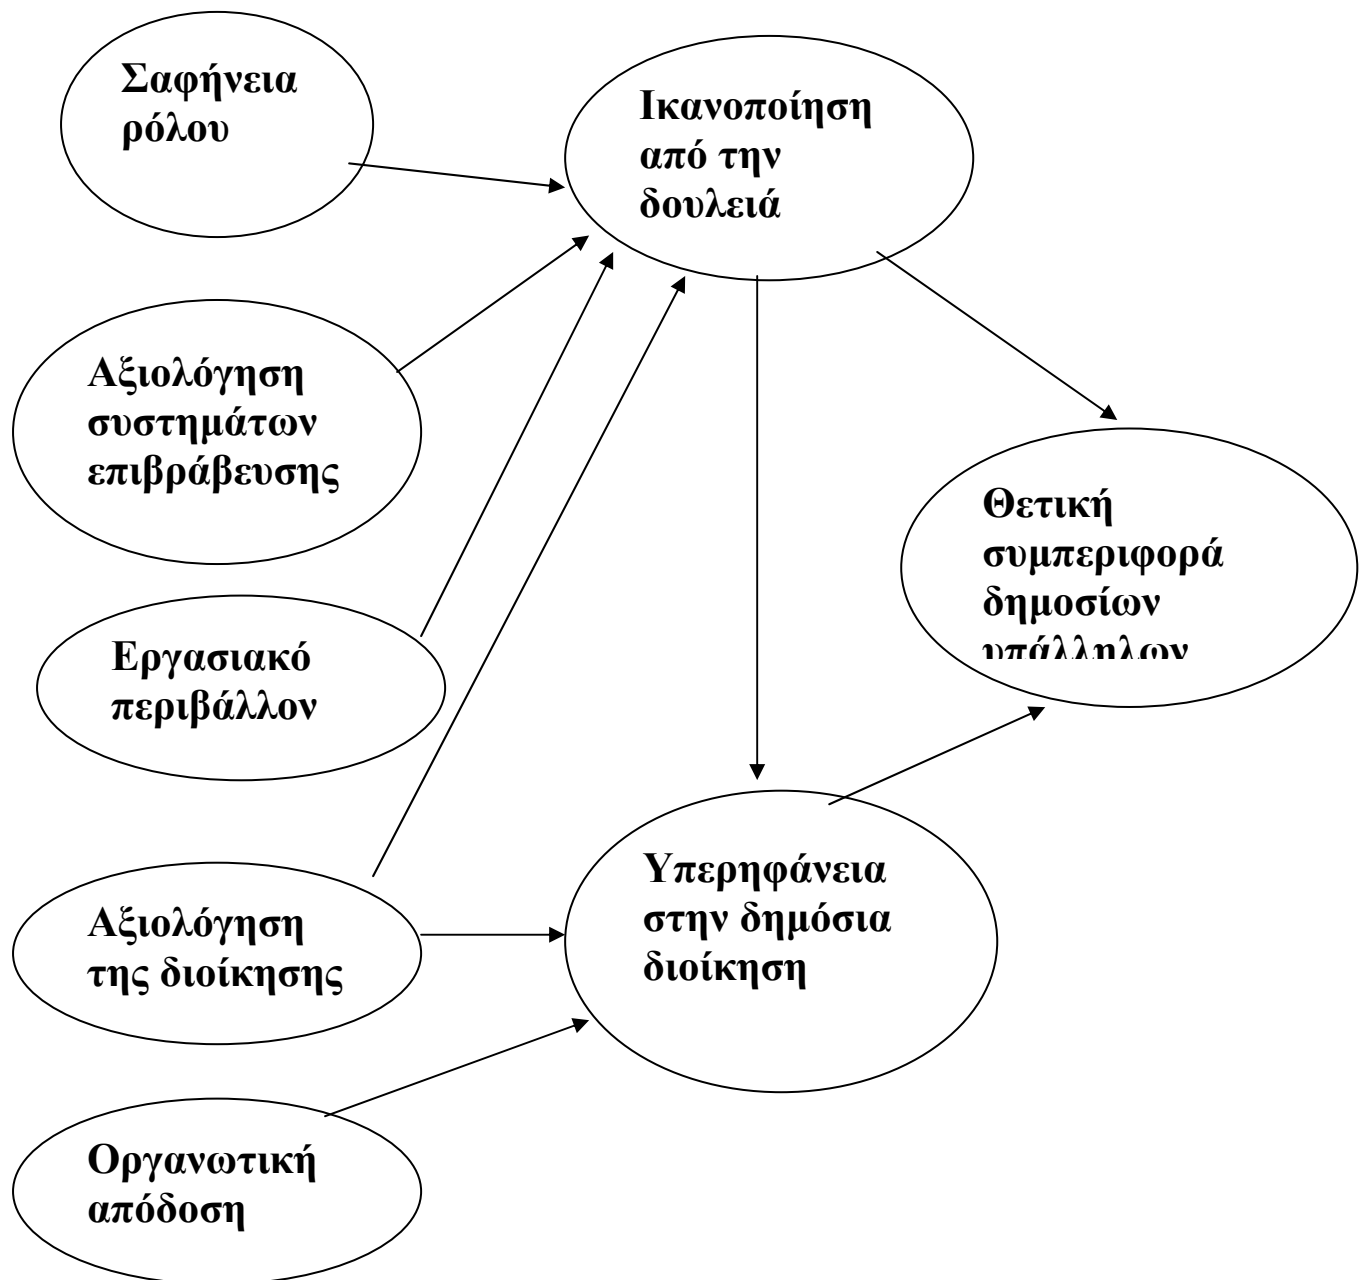 Σαφήνεια
ρόλου
Ικανοποίηση
από την
δουλειά
Αξιολόγηση
συστημάτων
επιβράβευσης
Θετική
συμπεριφορά
δημοσίων
υπάλληλων
Εργασιακό
περιβάλλον
Υπερηφάνεια
στην δημόσια
διοίκηση
Αξιολόγηση
της διοίκησης
Οργανωτική
απόδοση